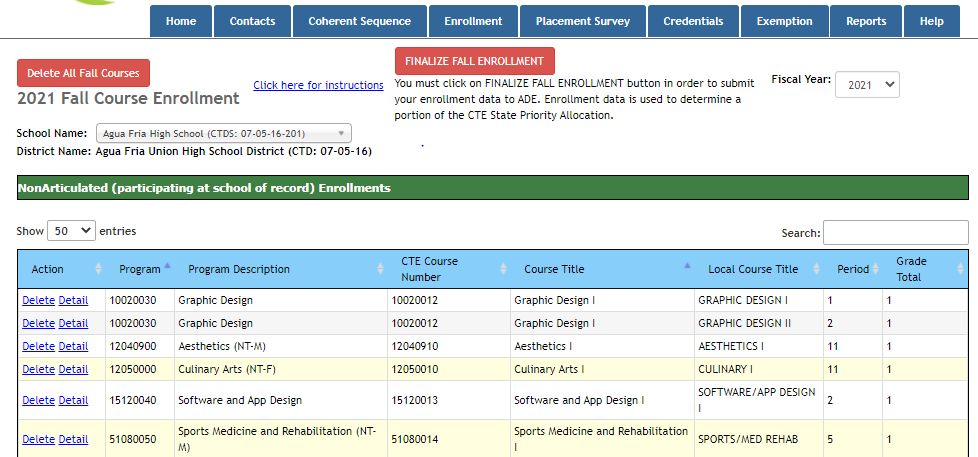 Home Contacts Coherent Sequence Enrollment Placement Survey Credentials Exemption Reports Help
Delete All Fall Courses
2021 Fall Course Enrollment
Click here for instructions
FINALIZE FALL ENROLLMENT
You must click on FINALIZE FALL ENROLLMENT button in order to submit
your enrollment data to ADE. Enrollment data is used to determine a
portion of the CTE State Priority Allocation.
Fiscal Year: 2021
School Name: Agua Fria High School (CTDS: 07-05-16-201)
District Name: Agua Fria Union High School District (CTD: 07-05-16)
NonArticulated (participating at school of record) Enrollments
Show 50 entries
Search:
Action Program Program Description CTE Course Number Course Title Local Course Title Period Grade Total
Delete Detail 10020030 Graphic Design 10020012 Graphic Design I GRAPHIC DESIGN I 1 1
Delete Detail 10020030 Graphic Design 10020012 Graphic Design I GRAPHIC DESIGN II 2 1
Delete Detail 12040900 Aesthetics (NT-M) 12040910 Aesthetics I AESTHETICS I 11 1
Delete Detail 12050000 Culinary Arts (NT-F) 12050010 Culinary Arts I CULINARY I 11 1
Delete Detail 15120040 Software and App Design 15120013 Software and App Design I SOFTWARE/APP DESIGN I 2 1
Delete Detail 51080050 Sports Medicine and Rehabilitation (NT-M) 51080014 Sports Medicine and Rehabilitation I SPORTS/MED REHAB 5 1